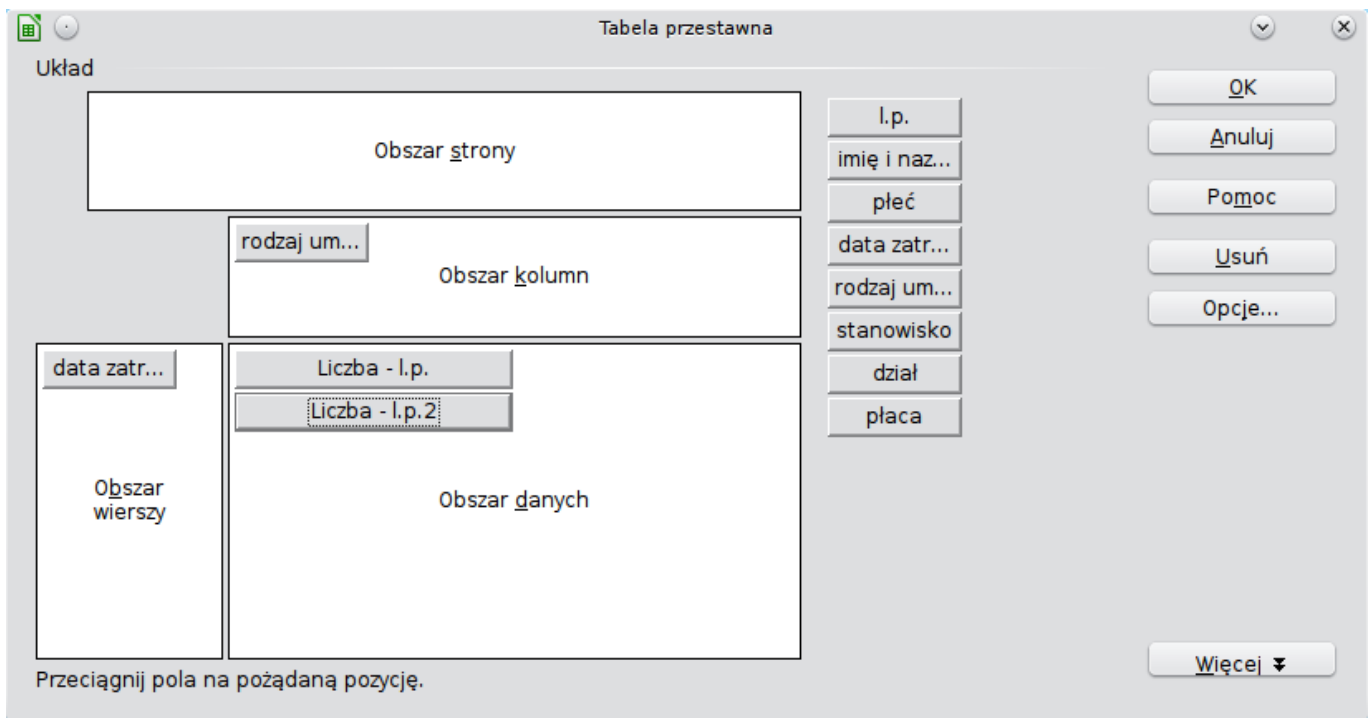 Tabela przestawna
Układ
Obszar strony
rodzaj um...
Obszar kolumn
data zatr...
Obszar
wierszy
Liczba - l.p.
Liczba - l.p.2
Obszar danych
l.p.
imię i naz...
płeć
data zatr...
rodzaj um...
stanowisko
dział
płaca
OK
Anuluj
Pomoc
Usuń
Opcje...
Więcej
Przeciągnij pola na pożądaną pozycję.